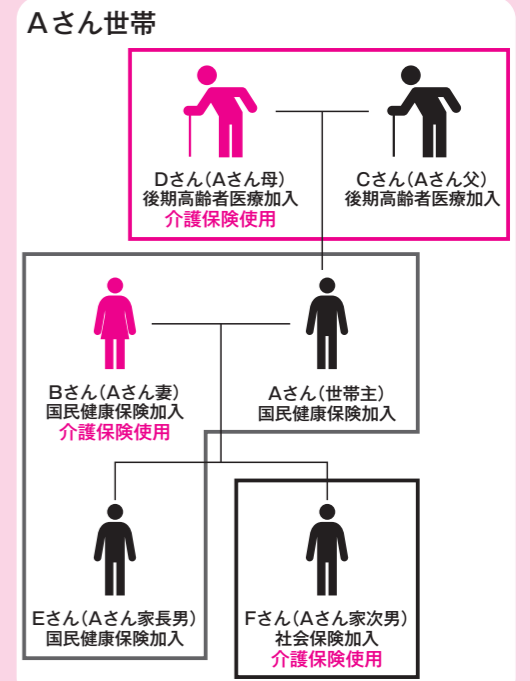 Aさん世帯
Dさん(Aさん母)
後期高齢者医療加入
介護保険使用
Cさん(Aさん父)
後期高齢者医療加入
Bさん(Aさん妻)
国民健康保険加入
介護保険使用
Aさん(世帯主)
国民健康保険加入
Eさん(Aさん家長男)
国民健康保険加入
Fさん(Aさん家次男)
社会保険加入
介護保険使用